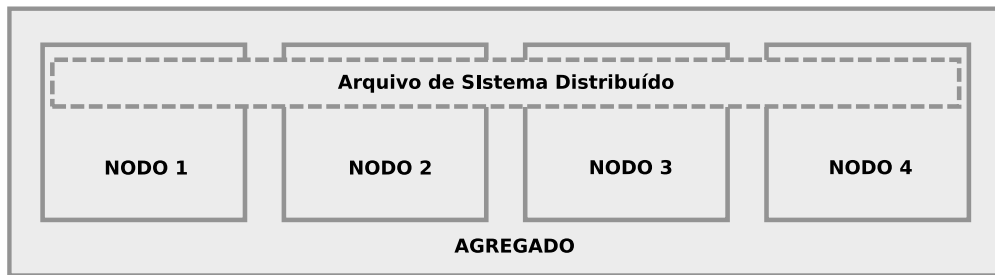 Arquivo de SIstema Distribuído
NODO 1 NODO 2 NODO 3 NODO 4
AGREGADO